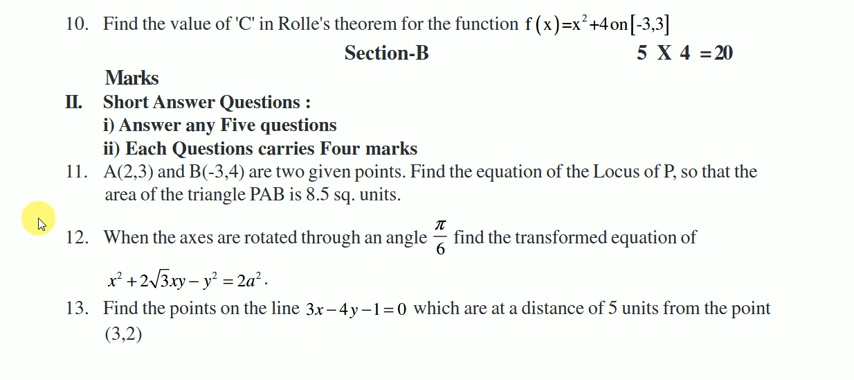 10. Find the value of 'C' in Rolle's theorem for the function f(x)=x²+4 on[-3,3]
Section-B 5 X 4 =20
Marks
II. Short Answer Questions :
i) Answer any Five questions
ii) Each Questions carries Four marks
11. A(2,3) and B(-3,4) are two given points. Find the equation of the Locus of P, so that the
area of the triangle PAB is 8.5 sq. units.
12. When the axes are rotated through an angle π/6 find the transformed equation of
x² + 2√3xy − y² = 2a² .
13. Find the points on the line 3x − 4y − 1 = 0 which are at a distance of 5 units from the point
(3,2)